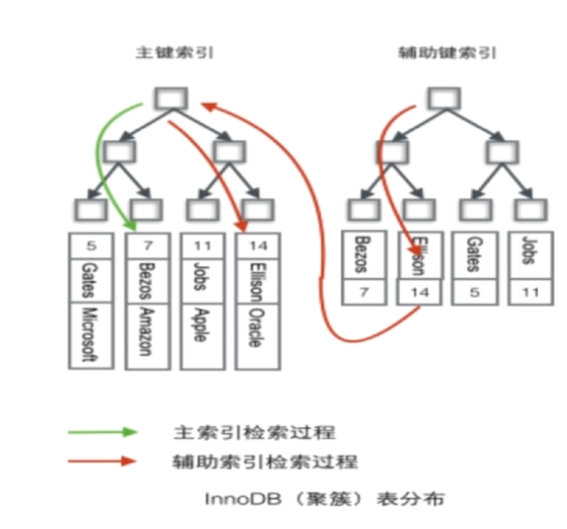 主键索引
辅助键索引
5 7 11 14
Gates Microsoft
Bezos Amazon
Jobs Apple
Ellison Oracle
Bezos 7
Ellison 14
Gates 5
Jobs 11
主索引检索过程
辅助索引检索过程
InnoDB（聚簇）表分布